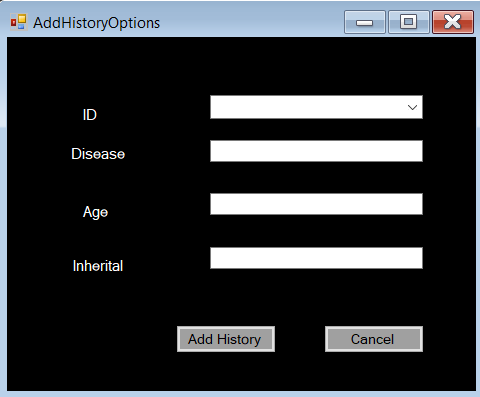 AddHistoryOptions
ID
Disease
Age
Inherital
Add History
Cancel